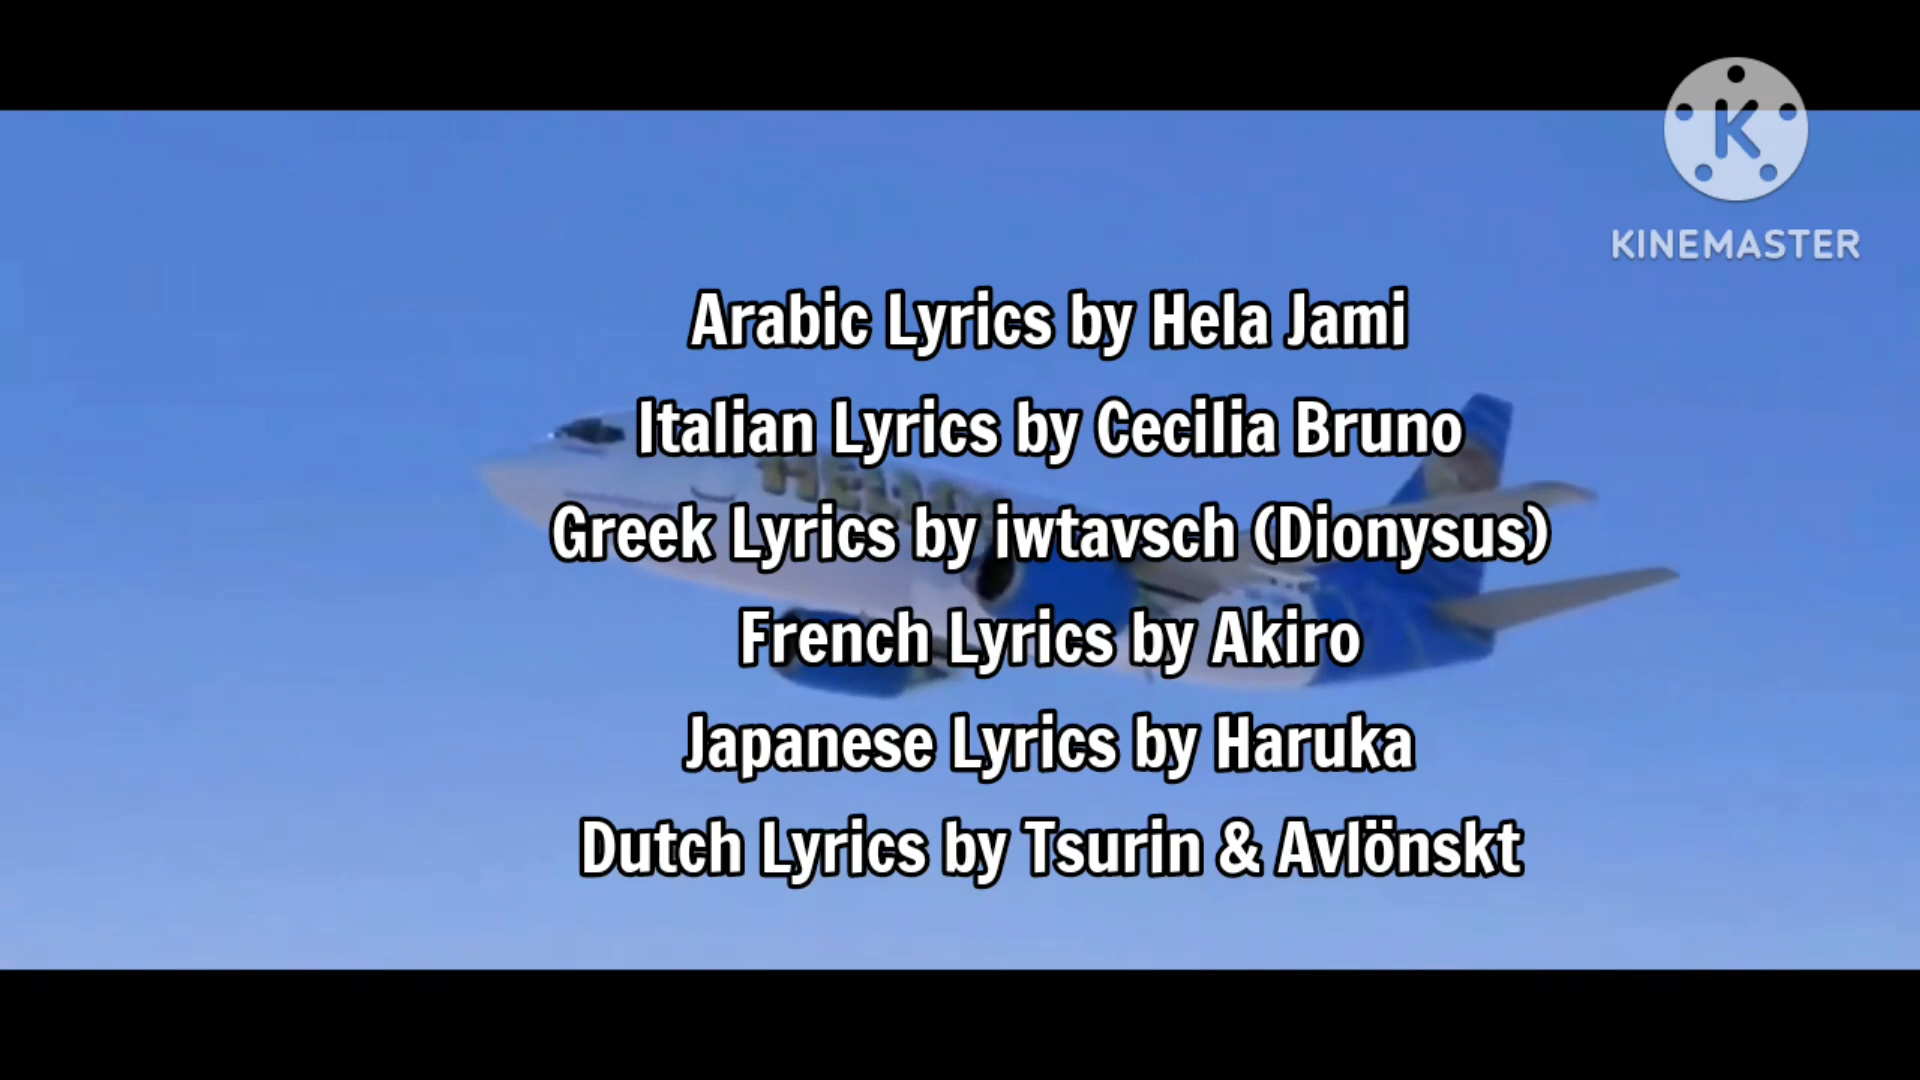 K
KINEMASTER
Arabic Lyrics by Hela Jami
Italian Lyrics by Cecilia Bruno
HELIOS
Greek Lyrics by iwtavsch (Dionysus)
French Lyrics by Akiro
Japanese Lyrics by Haruka
Dutch Lyrics by Tsurin & Avlönskt